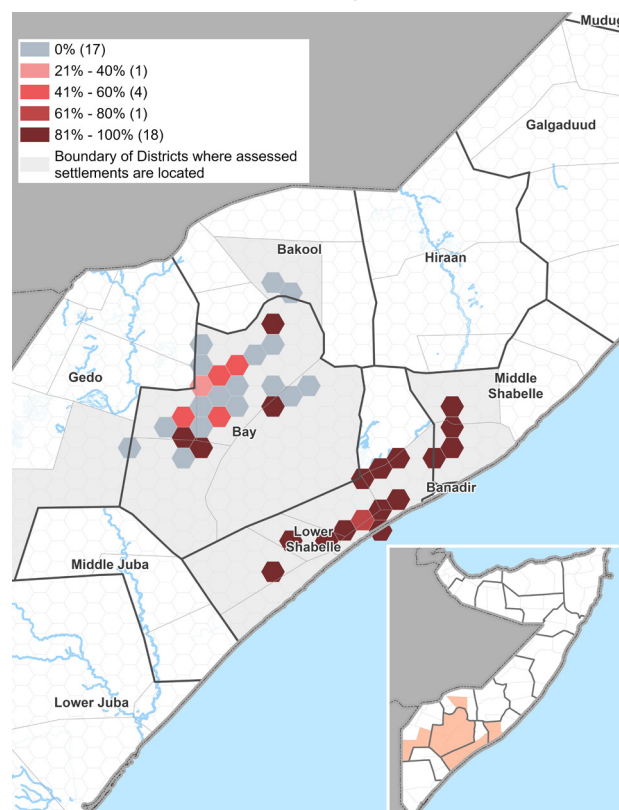 0% (17)
21% - 40% (1)
41% - 60% (4)
61% - 80% (1)
81% - 100% (18)
Boundary of Districts where assessed
settlements are located
Mudug
Galgaduud
Bakool
Hiraan
Gedo
Middle
Shabelle
Bay
Banadir
Lower
Shabelle
Middle Juba
Lower Juba